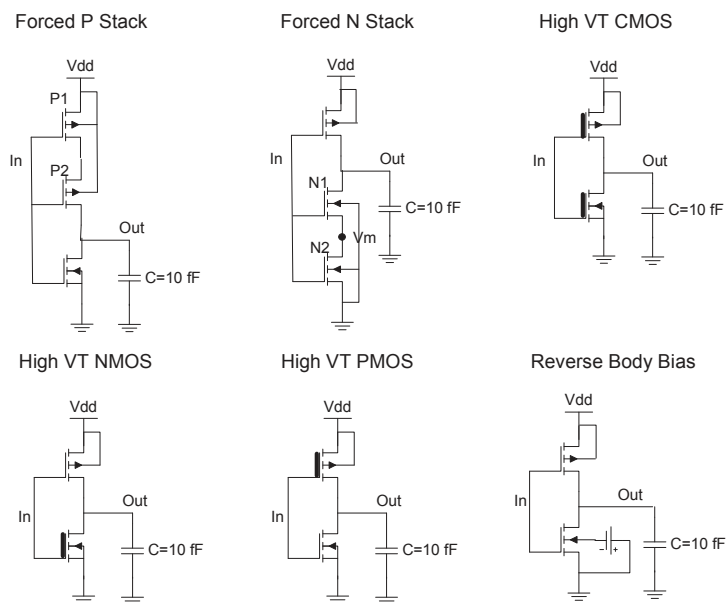 Forced P Stack
Vdd
P1
In
P2
Out
C=10 fF
Forced N Stack
Vdd
In
Out
N1
C=10 fF
Vm
N2
High VT CMOS
Vdd
In
Out
C=10 fF
High VT NMOS
Vdd
Out
In
C=10 fF
High VT PMOS
Vdd
Out
In
C=10 fF
Reverse Body Bias
Vdd
Out
In
- +
C=10 fF